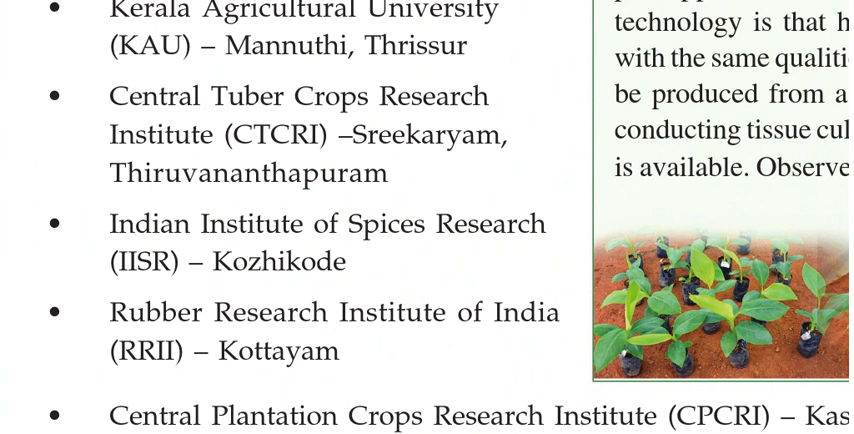 • Kerala Agricultural University
(KAU) – Mannuthi, Thrissur
• Central Tuber Crops Research
Institute (CTCRI) –Sreekaryam,
Thiruvananthapuram
• Indian Institute of Spices Research
(IISR) – Kozhikode
• Rubber Research Institute of India
(RRII) – Kottayam
• Central Plantation Crops Research Institute (CPCRI) – Kas
technology is that h
with the same qualiti
be produced from a
conducting tissue cul
is available. Observe